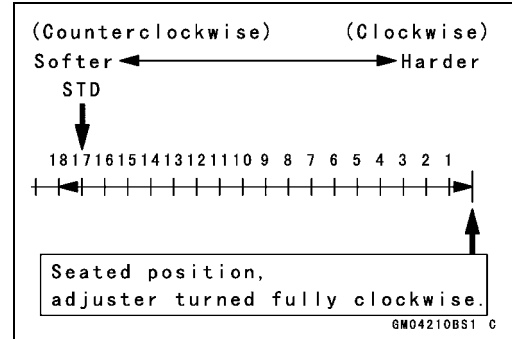 (Counterclockwise) (Clockwise)
Softer Harder
STD
18 17 16 15 14 13 12 11 10 9 8 7 6 5 4 3 2 1
Seated position,
adjuster turned fully clockwise.
GM04210BS1 C